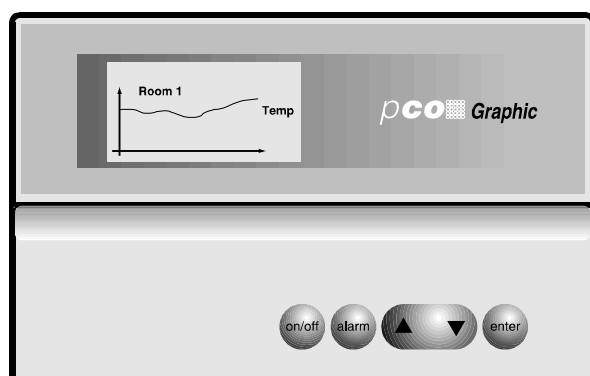 Room 1
Temp
pco Graphic
on/off
alarm
enter